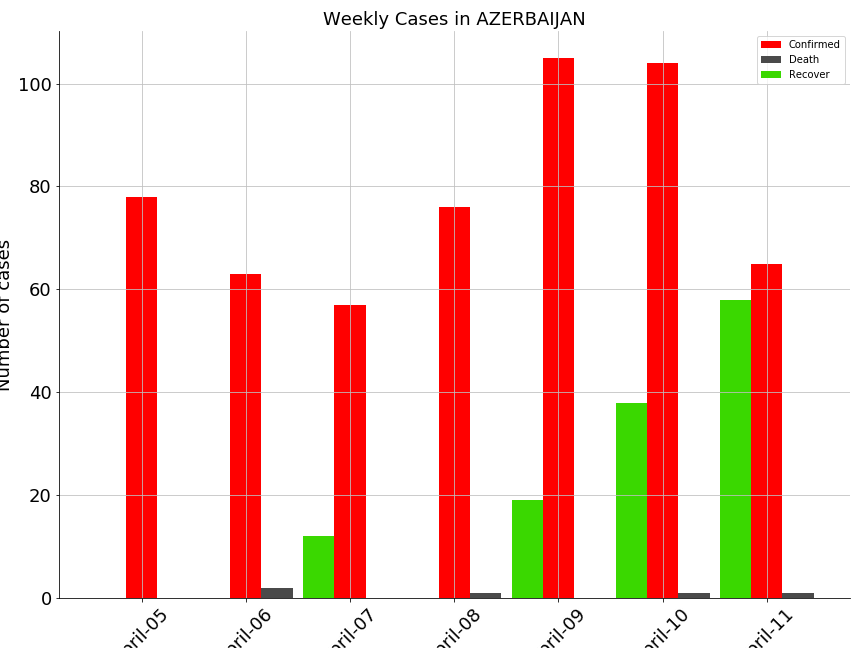 Weekly Cases in AZERBAIJAN
Confirmed
Death
Recover
Number of cases
100
80
60
40
20
0
pril-05
pril-06
pril-07
pril-08
pril-09
pril-10
pril-11